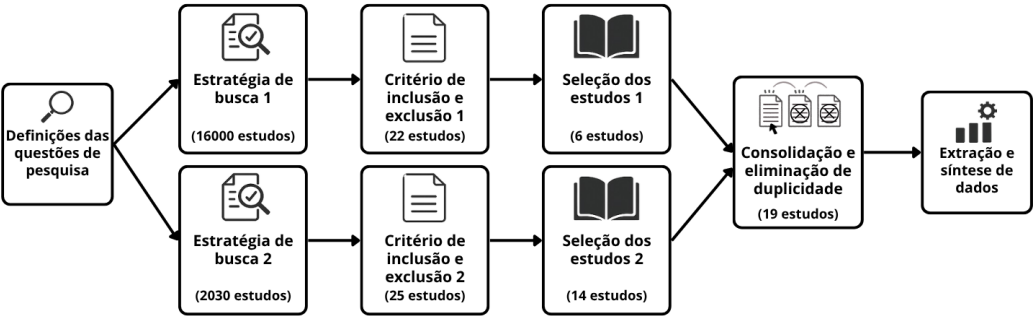 Definições das
questões de
pesquisa
Estratégia de
busca 1
(16000 estudos)
Critério de
inclusão e
exclusão 1
(22 estudos)
Seleção dos
estudos 1
(6 estudos)
Estratégia de
busca 2
(2030 estudos)
Critério de
inclusão e
exclusão 2
(25 estudos)
Seleção dos
estudos 2
(14 estudos)
Consolidação e
eliminação de
duplicidade
(19 estudos)
Extração e
síntese de
dados